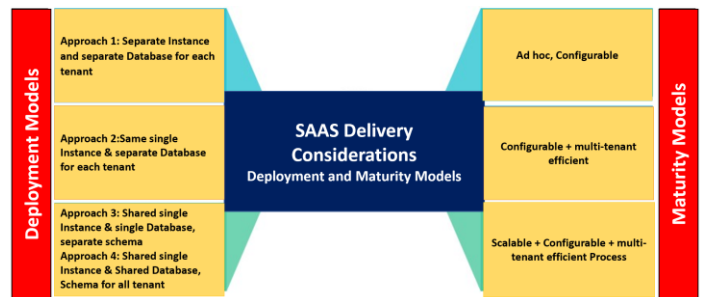 Deployment Models
Approach 1: Separate Instance
and separate Database for each
tenant
Approach 2:Same single
Instance & separate Database
for each tenant
Approach 3: Shared single
Instance & single Database,
separate schema
Approach 4: Shared single
Instance & Shared Database,
Schema for all tenant
SAAS Delivery
Considerations
Deployment and Maturity Models
Ad hoc, Configurable
Configurable + multi-tenant
efficient
Scalable + Configurable + multi-
tenant efficient Process
Maturity Models